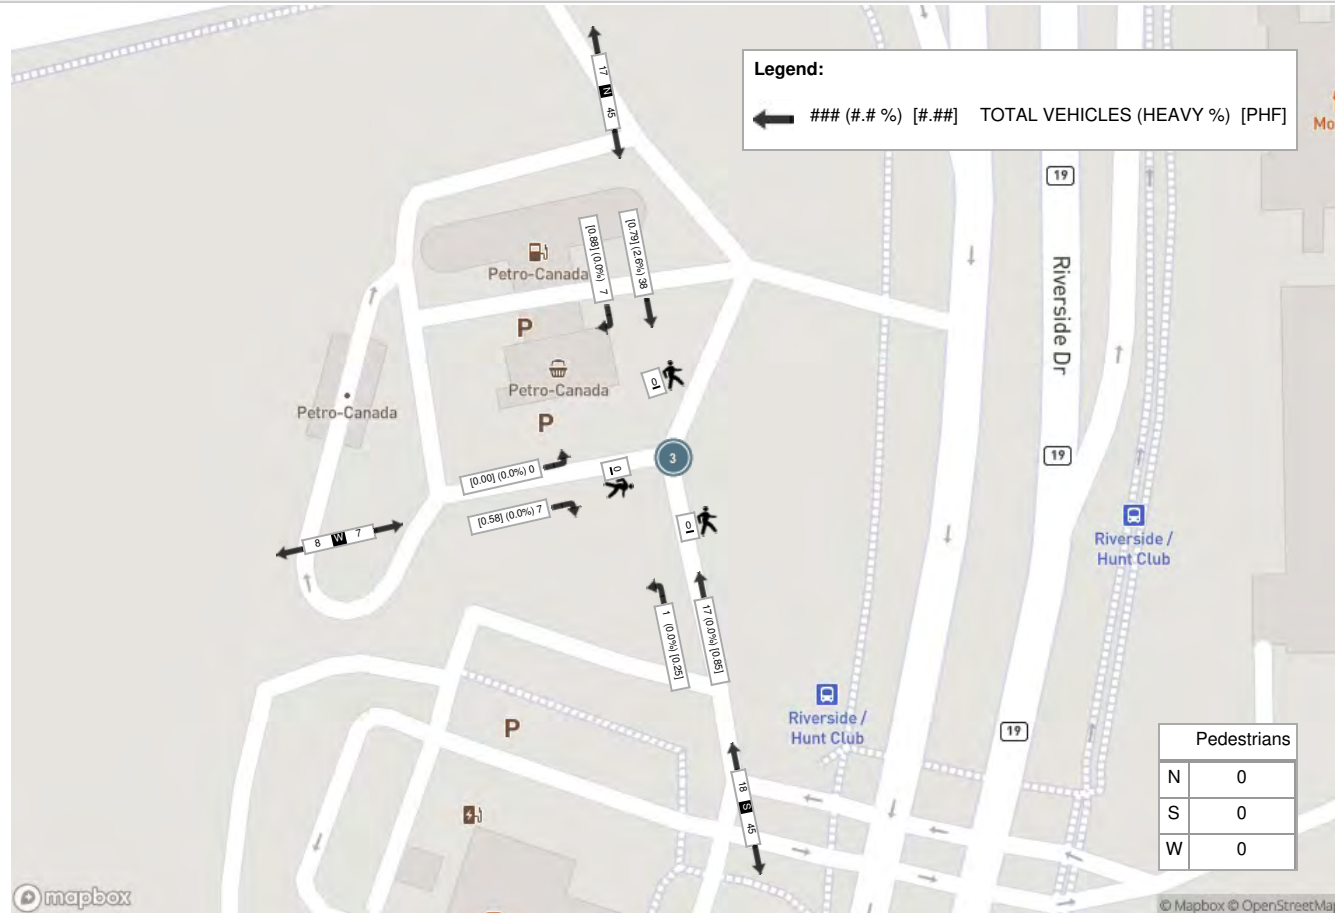 Legend:
### (#.# %) [#.##] TOTAL VEHICLES (HEAVY %) [PHF]
Mo
17 N 45
19
[0.88] (0.0%) 7
[0.79] (2.6%) 38
Petro-Canada
Riverside Dr
P
Petro-Canada
0
Petro-Canada
P
3
19
[0.00] (0.0%) 0
0
[0.58] (0.0%) 7
0
8 W 7
Riverside /
Hunt Club
1 (0.0%) [0.25]
17 (0.0%) [0.85]
Riverside /
Hunt Club
P
19
18 S 45
Pedestrians
N 0
S 0
W 0
mapbox
© Mapbox © OpenStreetMap